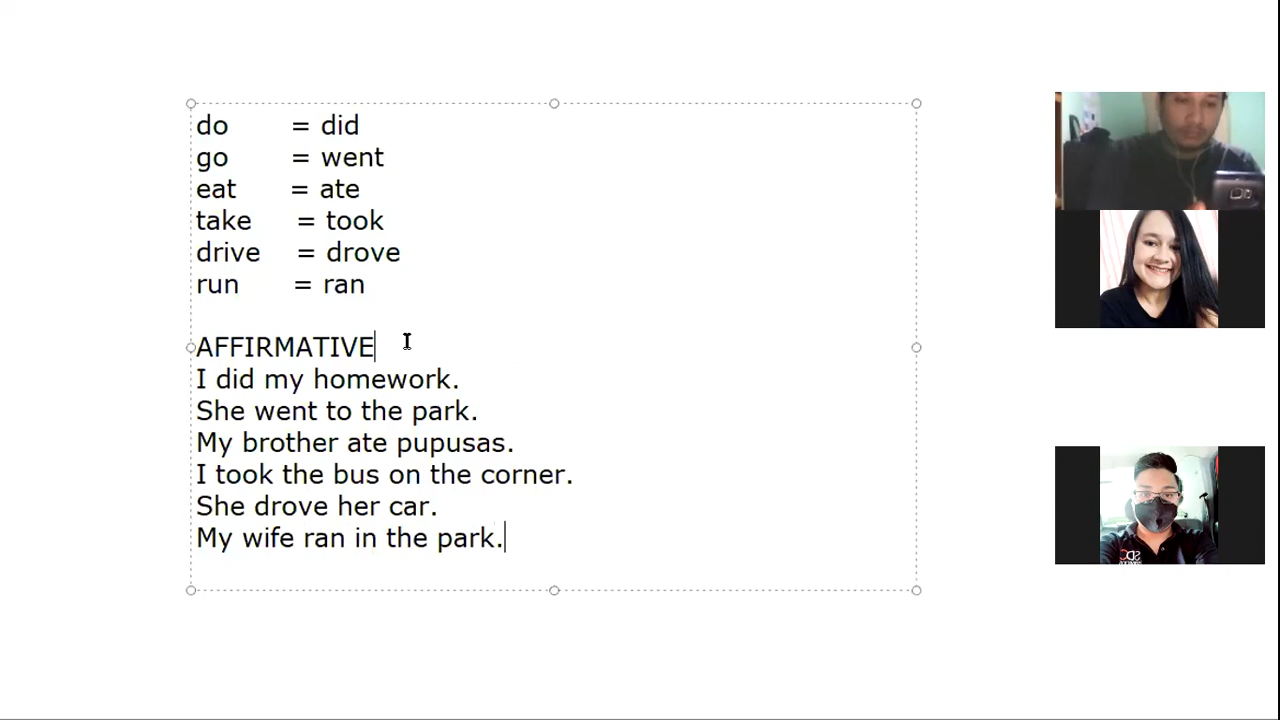 do = did
go = went
eat = ate
take = took
drive = drove
run = ran
AFFIRMATIVE
I did my homework.
She went to the park.
My brother ate pupusas.
I took the bus on the corner.
She drove her car.
My wife ran in the park.
SDC